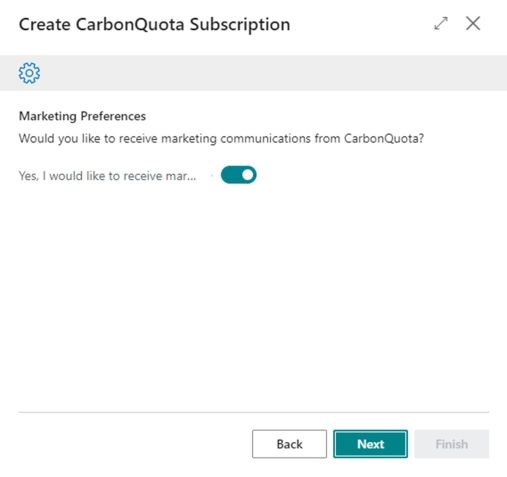 Create CarbonQuota Subscription
Marketing Preferences
Would you like to receive marketing communications from CarbonQuota?
Yes, I would like to receive mar...
Back
Next
Finish